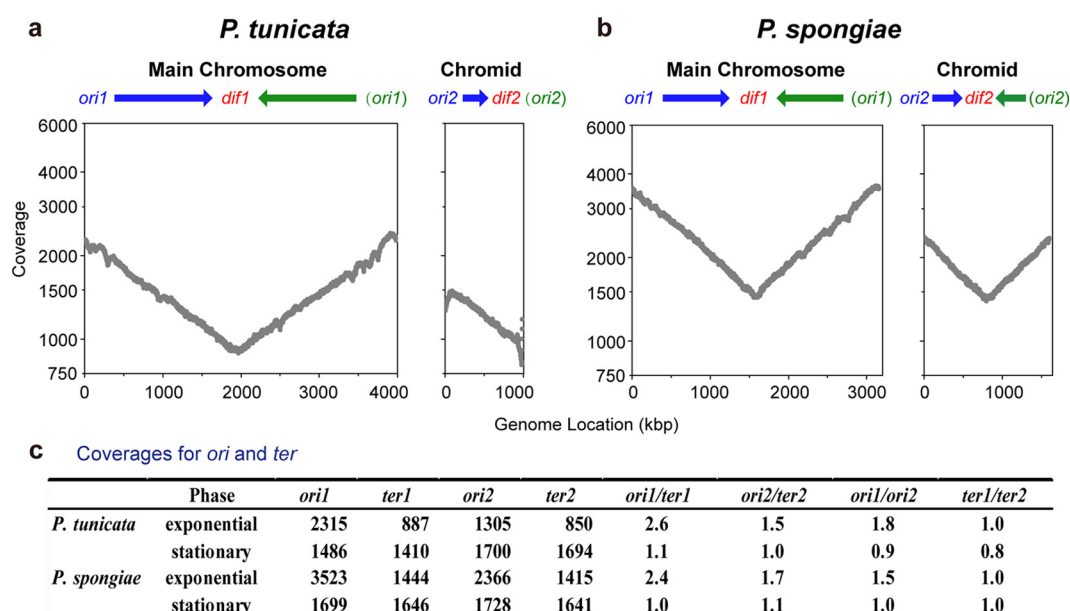 a
P. tunicata
b
P. spongiae
Main Chromosome
Chromid
Main Chromosome
Chromid
ori1 dif1 (ori1)
ori2 dif2 (ori2)
ori1 dif1 (ori1)
ori2 dif2 (ori2)
Coverage
6000
4000
3000
2000
1500
1000
750
0 1000 2000 3000 4000
0 1000
6000
4000
3000
2000
1500
1000
750
0 1000 2000 3000
0 1000
Genome Location (kbp)
c Coverages for ori and ter
Phase ori1 ter1 ori2 ter2 ori1/ter1 ori2/ter2 ori1/ori2 ter1/ter2
P. tunicata exponential 2315 887 1305 850 2.6 1.5 1.8 1.0
stationary 1486 1410 1700 1694 1.1 1.0 0.9 0.8
P. spongiae exponential 3523 1444 2366 1415 2.4 1.7 1.5 1.0
stationary 1699 1646 1728 1641 1.0 1.1 1.0 1.0